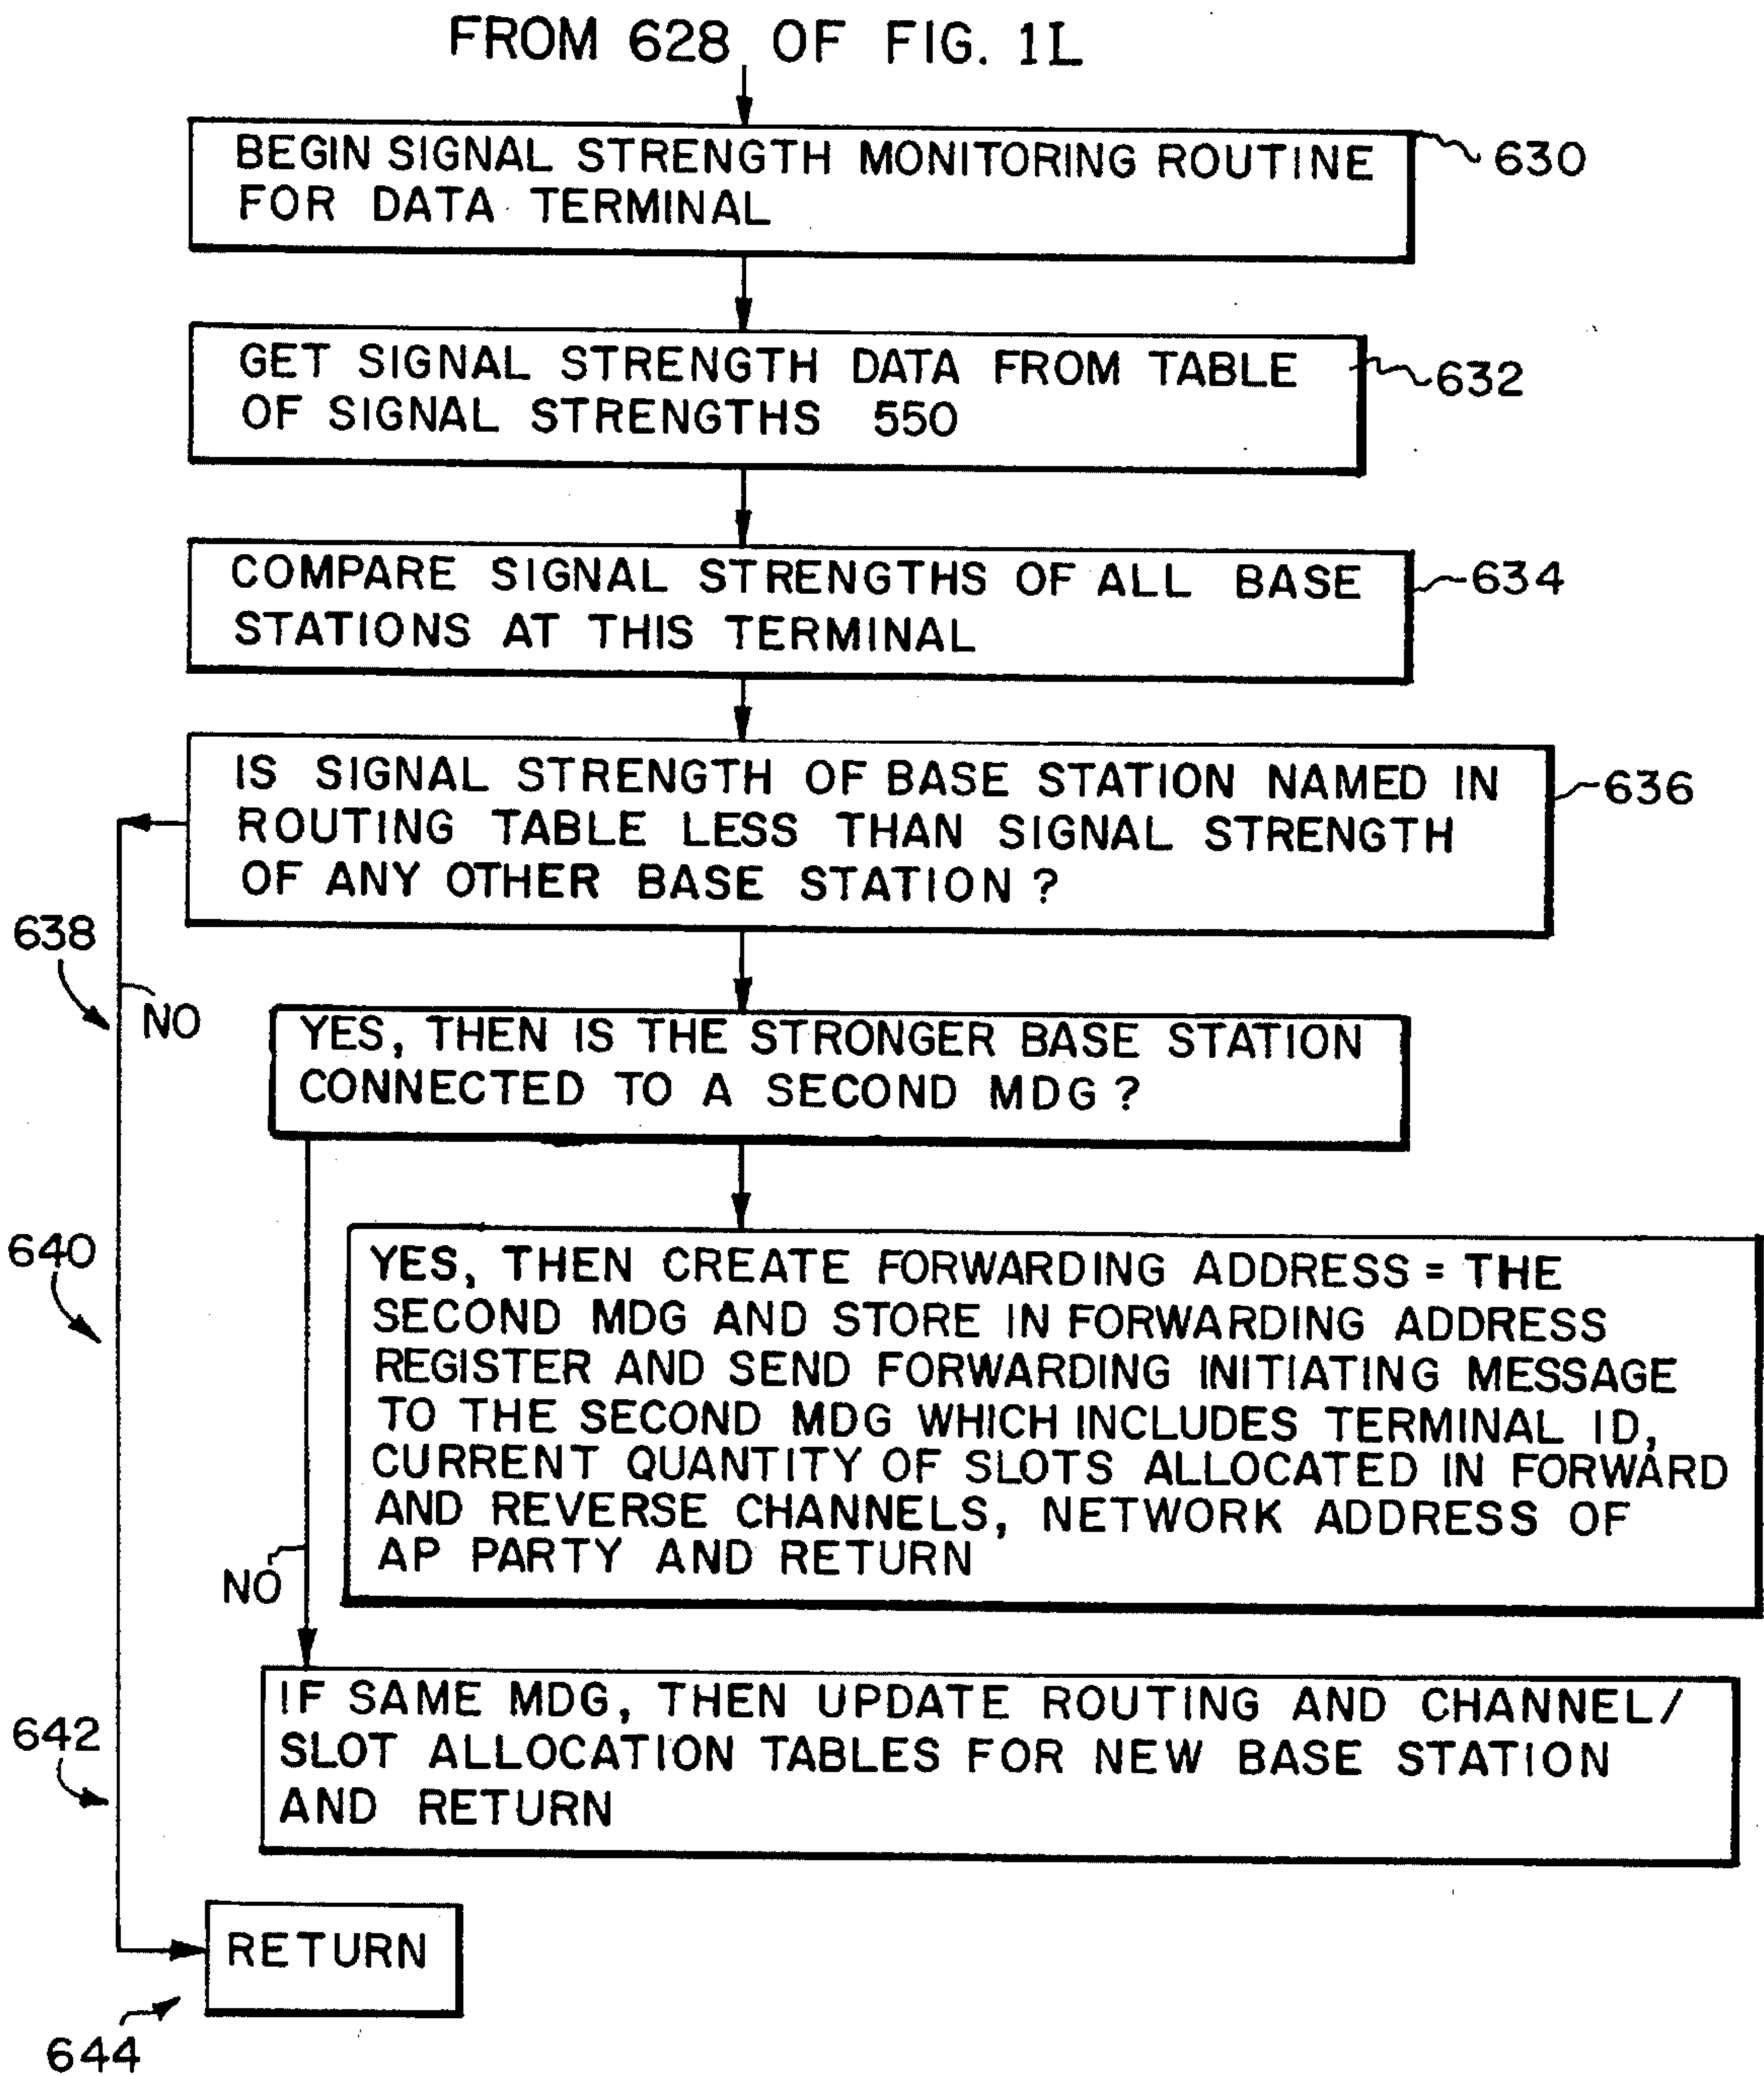 FROM 628 OF FIG. 1L
BEGIN SIGNAL STRENGTH MONITORING ROUTINE
FOR DATA TERMINAL
630
GET SIGNAL STRENGTH DATA FROM TABLE
OF SIGNAL STRENGTHS 550
632
COMPARE SIGNAL STRENGTHS OF ALL BASE
STATIONS AT THIS TERMINAL
634
IS SIGNAL STRENGTH OF BASE STATION NAMED IN
ROUTING TABLE LESS THAN SIGNAL STRENGTH
OF ANY OTHER BASE STATION ?
636
638
NO
YES, THEN IS THE STRONGER BASE STATION
CONNECTED TO A SECOND MDG ?
640
YES, THEN CREATE FORWARDING ADDRESS = THE
SECOND MDG AND STORE IN FORWARDING ADDRESS
REGISTER AND SEND FORWARDING INITIATING MESSAGE
TO THE SECOND MDG WHICH INCLUDES TERMINAL ID,
CURRENT QUANTITY OF SLOTS ALLOCATED IN FORWARD
AND REVERSE CHANNELS, NETWORK ADDRESS OF
AP PARTY AND RETURN
NO
642
IF SAME MDG, THEN UPDATE ROUTING AND CHANNEL/
SLOT ALLOCATION TABLES FOR NEW BASE STATION
AND RETURN
RETURN
644